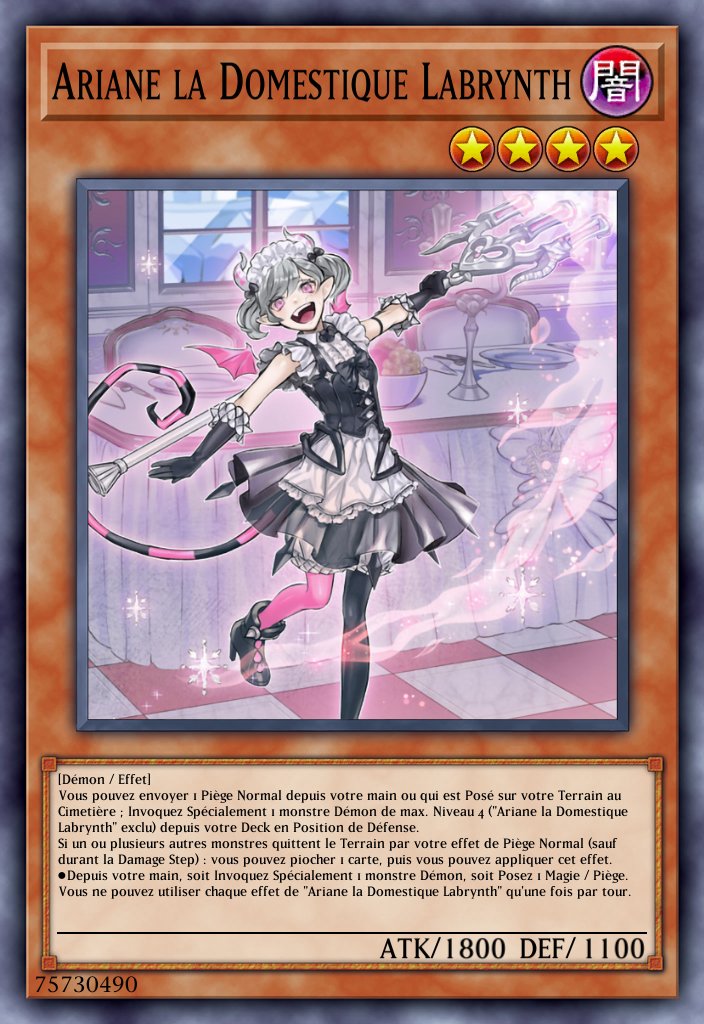 Ariane la Domestique Labrynth
闇
[Démon / Effet]
Vous pouvez envoyer 1 Piège Normal depuis votre main ou qui est Posé sur votre Terrain au
Cimetière ; Invoquez Spécialement 1 monstre Démon de max. Niveau 4 ("Ariane la Domestique
Labrynth" exclu) depuis votre Deck en Position de Défense.
Si un ou plusieurs autres monstres quittent le Terrain par votre effet de Piège Normal (sauf
durant la Damage Step) : vous pouvez piocher 1 carte, puis vous pouvez appliquer cet effet.
●Depuis votre main, soit Invoquez Spécialement 1 monstre Démon, soit Posez 1 Magie / Piège.
Vous ne pouvez utiliser chaque effet de "Ariane la Domestique Labrynth" qu'une fois par tour.
ATK/1800 DEF/1100
75730490